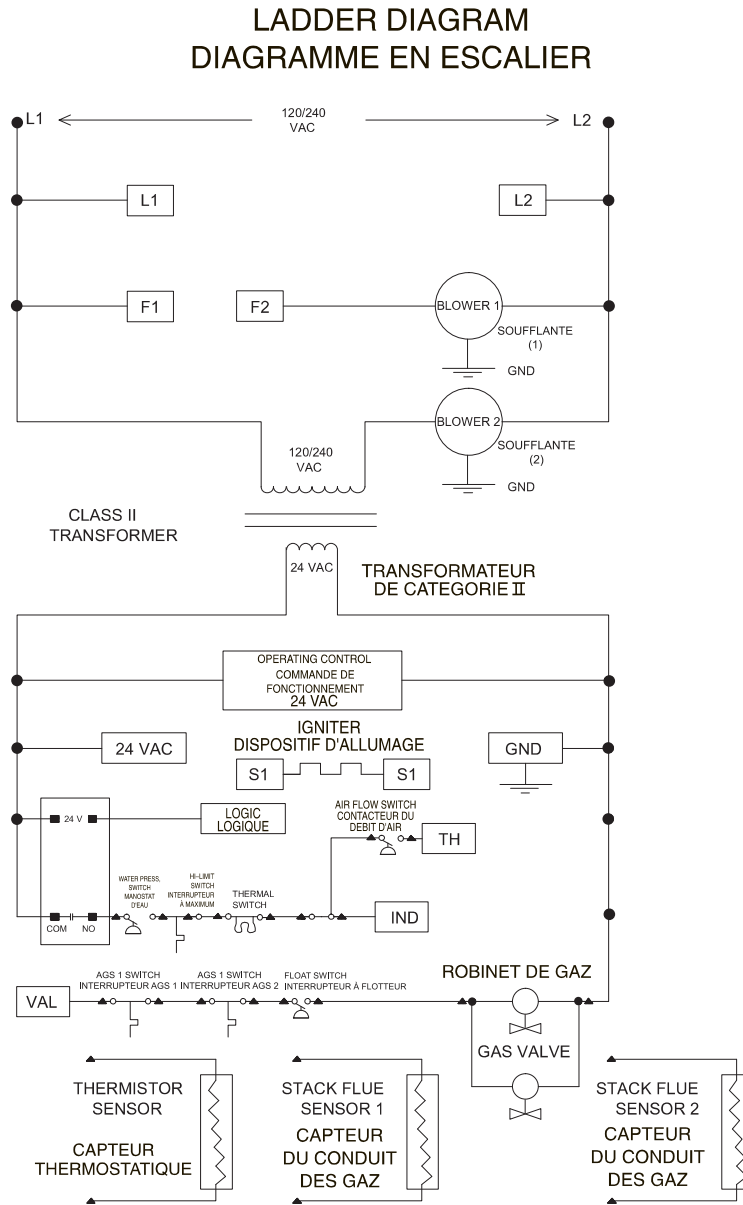 LADDER DIAGRAM
DIAGRAMME EN ESCALIER
L1
120/240
VAC
L2
L1
L2
F1
F2
BLOWER 1
SOUFFLANTE
(1)
GND
BLOWER 2
SOUFFLANTE
(2)
GND
120/240
VAC
CLASS II
TRANSFORMER
24 VAC
TRANSFORMATEUR
DE CATEGORIE II
OPERATING CONTROL
COMMANDE DE
FONCTIONNEMENT
24 VAC
IGNITER
DISPOSITIF D'ALLUMAGE
24 VAC
GND
S1
S1
24 V
LOGIC
LOGIQUE
AIR FLOW SWITCH
CONTACTEUR DU
DEBIT D'AIR
TH
WATER PRESS,
SWITCH
MANOSTAT
D'EAU
HI-LIMIT
SWITCH
INTERRUPTEUR
À MAXIMUM
THERMAL
SWITCH
COM
NO
IND
VAL
AGS 1 SWITCH
INTERRUPTEUR AGS 1
AGS 1 SWITCH
INTERRUPTEUR AGS 2
FLOAT SWITCH
INTERRUPTEUR À FLOTTEUR
ROBINET DE GAZ
GAS VALVE
THERMISTOR
SENSOR
CAPTEUR
THERMOSTATIQUE
STACK FLUE
SENSOR 1
CAPTEUR
DU CONDUIT
DES GAZ
STACK FLUE
SENSOR 2
CAPTEUR
DU CONDUIT
DES GAZ